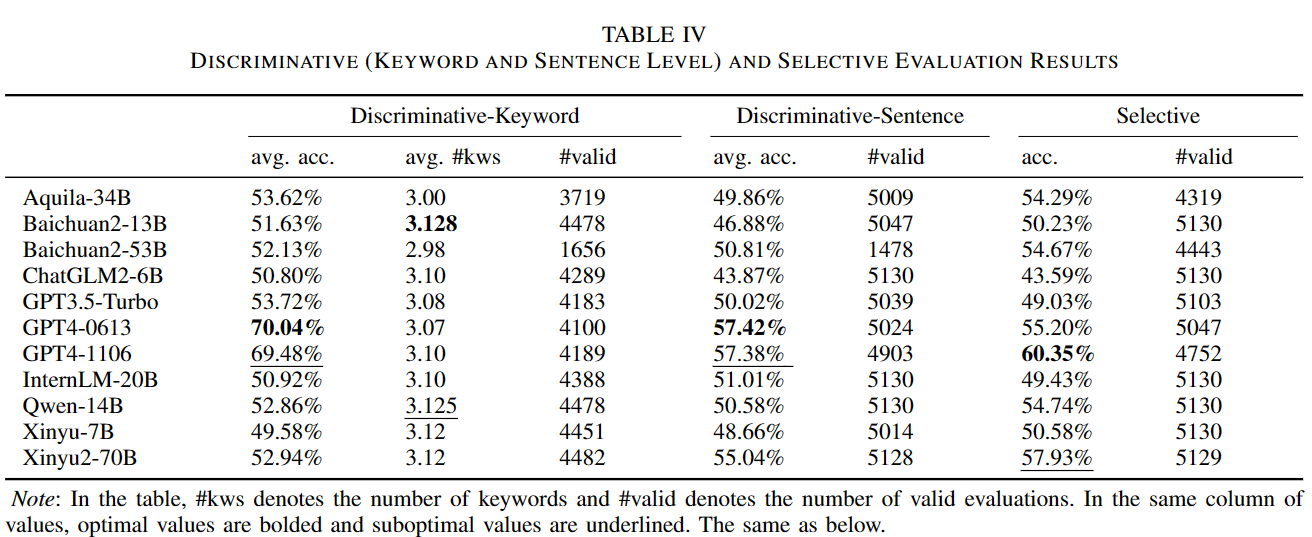 TABLE IV
DISCRIMINATIVE (KEYWORD AND SENTENCE LEVEL) AND SELECTIVE EVALUATION RESULTS
Discriminative-Keyword Discriminative-Sentence Selective
avg. acc. avg. #kws #valid avg. acc. #valid acc. #valid
Aquila-34B 53.62% 3.00 3719 49.86% 5009 54.29% 4319
Baichuan2-13B 51.63% 3.128 4478 46.88% 5047 50.23% 5130
Baichuan2-53B 52.13% 2.98 1656 50.81% 1478 54.67% 4443
ChatGLM2-6B 50.80% 3.10 4289 43.87% 5130 43.59% 5130
GPT3.5-Turbo 53.72% 3.08 4183 50.02% 5039 49.03% 5103
GPT4-0613 70.04% 3.07 4100 57.42% 5024 55.20% 5047
GPT4-1106 69.48% 3.10 4189 57.38% 4903 60.35% 4752
InternLM-20B 50.92% 3.10 4388 51.01% 5130 49.43% 5130
Qwen-14B 52.86% 3.125 4478 50.58% 5130 54.74% 5130
Xinyu-7B 49.58% 3.12 4451 48.66% 5014 50.58% 5130
Xinyu2-70B 52.94% 3.12 4482 55.04% 5128 57.93% 5129
Note: In the table, #kws denotes the number of keywords and #valid denotes the number of valid evaluations. In the same column of
values, optimal values are bolded and suboptimal values are underlined. The same as below.